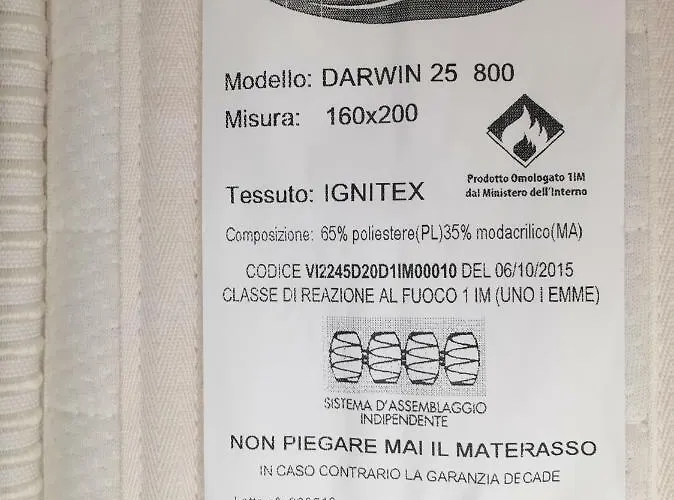 Modello: DARWIN 25 800
Misura: 160x200
Prodotto Omologato 1IM
dal Ministero dell'Interno
Tessuto: IGNITEX
Composizione: 65% poliestere(PL)35% modacrilico(MA)
CODICE VI2245D20D1IM00010 DEL 06/10/2015
CLASSE DI REAZIONE AL FUOCO 1 IM (UNO I EMME)
SISTEMA D'ASSEMBLAGGIO
INDIPENDENTE
NON PIEGARE MAI IL MATERASSO
IN CASO CONTRARIO LA GARANZIA DECADE